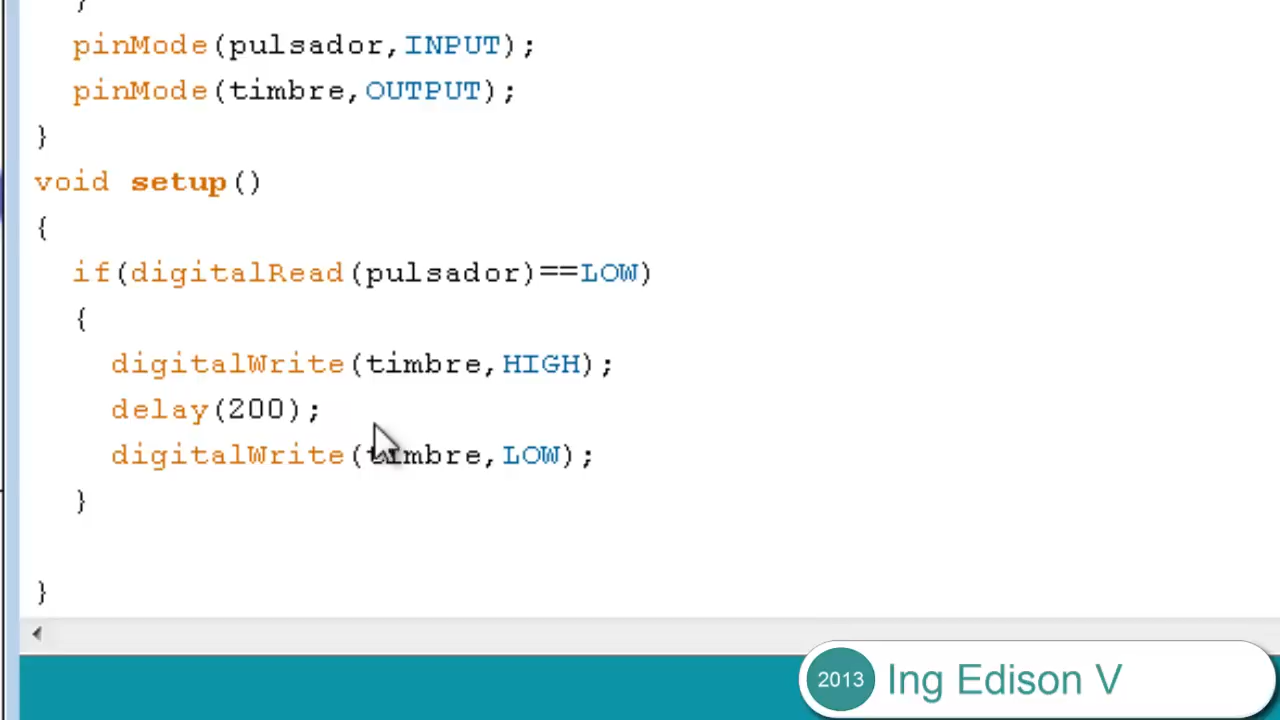 }
pinMode(pulsador,INPUT);
pinMode(timbre,OUTPUT);
}
void setup()
{
if(digitalRead(pulsador)==LOW)
{
digitalWrite(timbre,HIGH);
delay(200);
digitalWrite(timbre,LOW);
}
}
2013 Ing Edison V